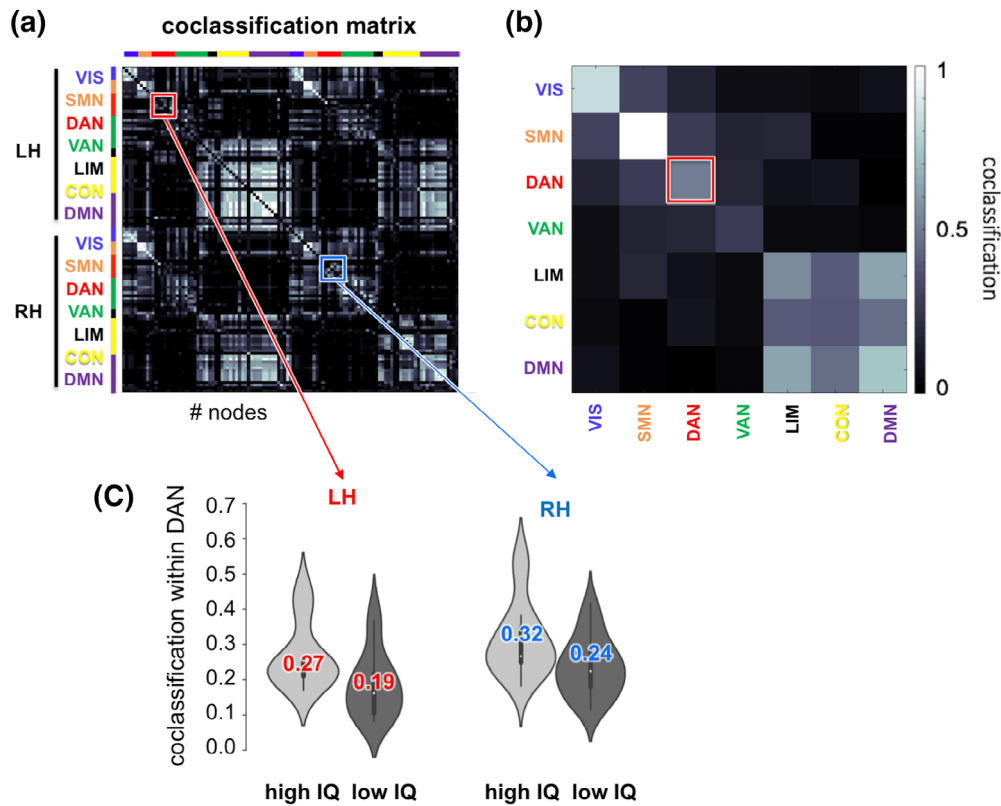 (a)
coclassification matrix
LH
VIS
SMN
DAN
VAN
LIM
CON
DMN
RH
VIS
SMN
DAN
VAN
LIM
CON
DMN
# nodes
(b)
VIS
SMN
DAN
VAN
LIM
CON
DMN
VIS
SMN
DAN
VAN
LIM
CON
DMN
1
0.5
0
coclassification
(C)
coclassification within DAN
0.7
0.6
0.5
0.4
0.3
0.2
0.1
0.0
LH
RH
0.27
0.19
0.32
0.24
high IQ
low IQ
high IQ
low IQ